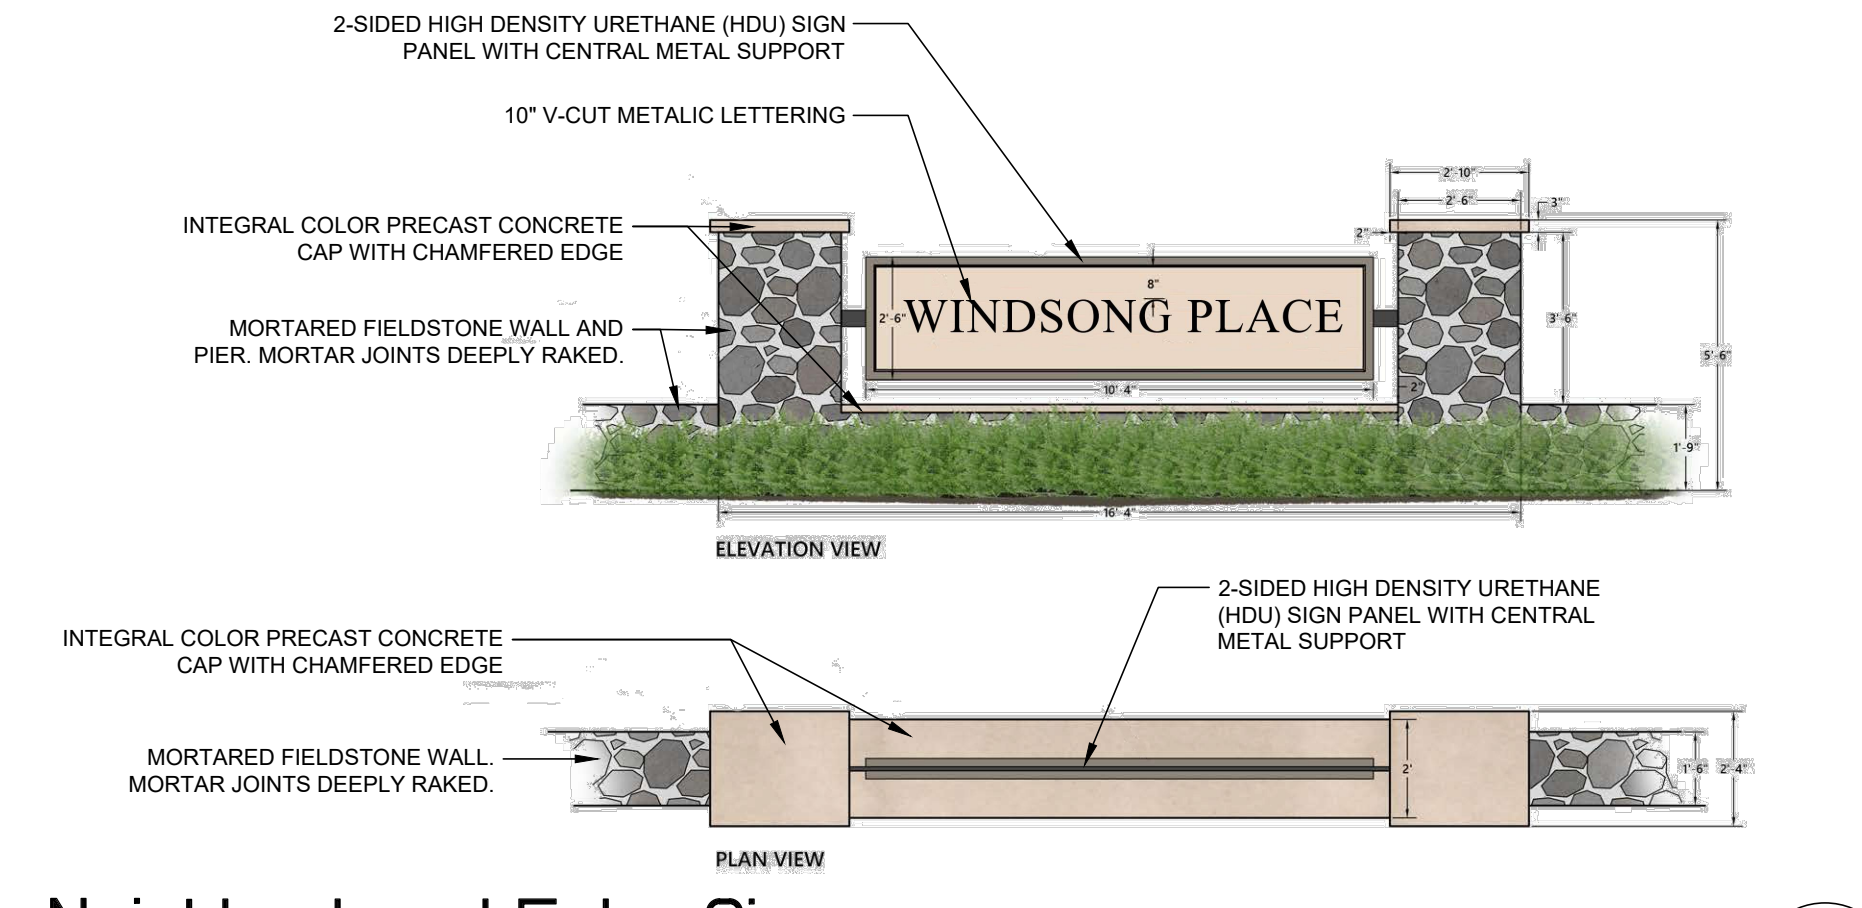 2-SIDED HIGH DENSITY URETHANE (HDU) SIGN
PANEL WITH CENTRAL METAL SUPPORT
10" V-CUT METALIC LETTERING
2'-10"
2'-6"
3"
INTEGRAL COLOR PRECAST CONCRETE
CAP WITH CHAMFERED EDGE
2"
8"
WINDSONG PLACE
2'-6"
3'-6"
MORTARED FIELDSTONE WALL AND
PIER. MORTAR JOINTS DEEPLY RAKED.
5'-6"
10'-4"
2"
1'-9"
16'-4"
ELEVATION VIEW
2-SIDED HIGH DENSITY URETHANE
(HDU) SIGN PANEL WITH CENTRAL
METAL SUPPORT
INTEGRAL COLOR PRECAST CONCRETE
CAP WITH CHAMFERED EDGE
MORTARED FIELDSTONE WALL.
MORTAR JOINTS DEEPLY RAKED.
2'
1'-6"
2'-4"
PLAN VIEW